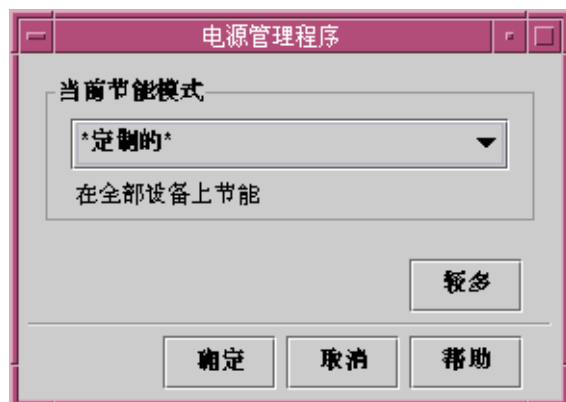 电源管理程序
当前节能模式
*定制的*
在全部设备上节能
较多
确定 取消 帮助